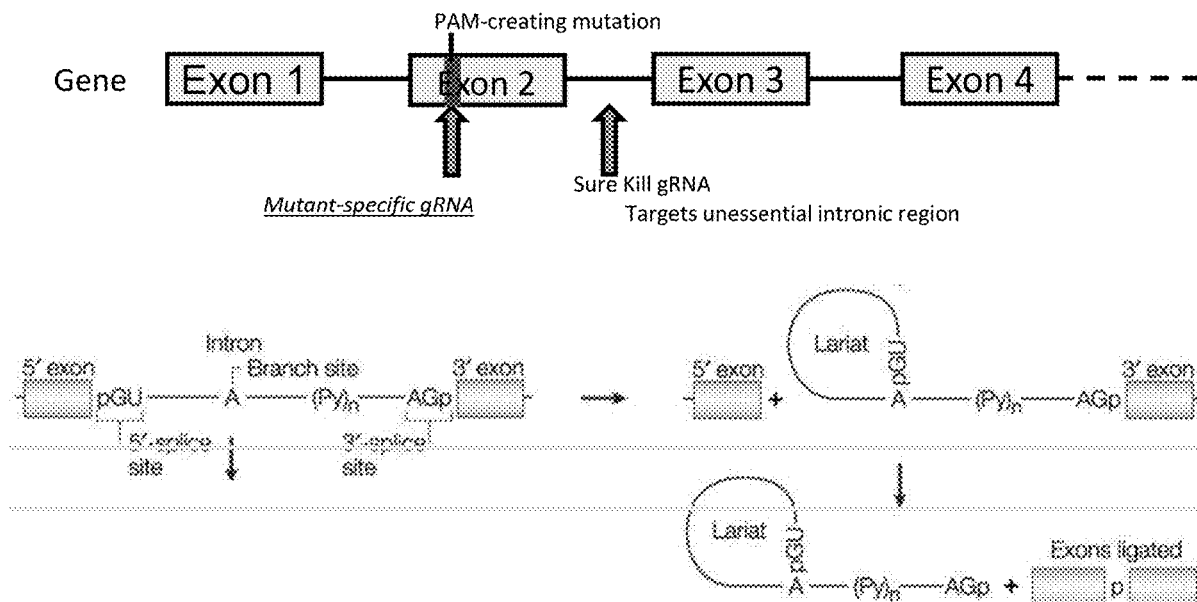 PAM-creating mutation
Gene
Exon 1
Exon 2
Exon 3
Exon 4
Mutant-specific gRNA
Sure Kill gRNA
Targets unessential intronic region
Intron
5' exon
Branch site
3' exon
pGU
A
(Py)n
AGp
5'-splice
site
3'-splice
site
Lariat
5' exon
+
pGU
3' exon
A
(Py)n
AGp
Lariat
pGU
Exons ligated
A
(Py)n
AGp
+
p